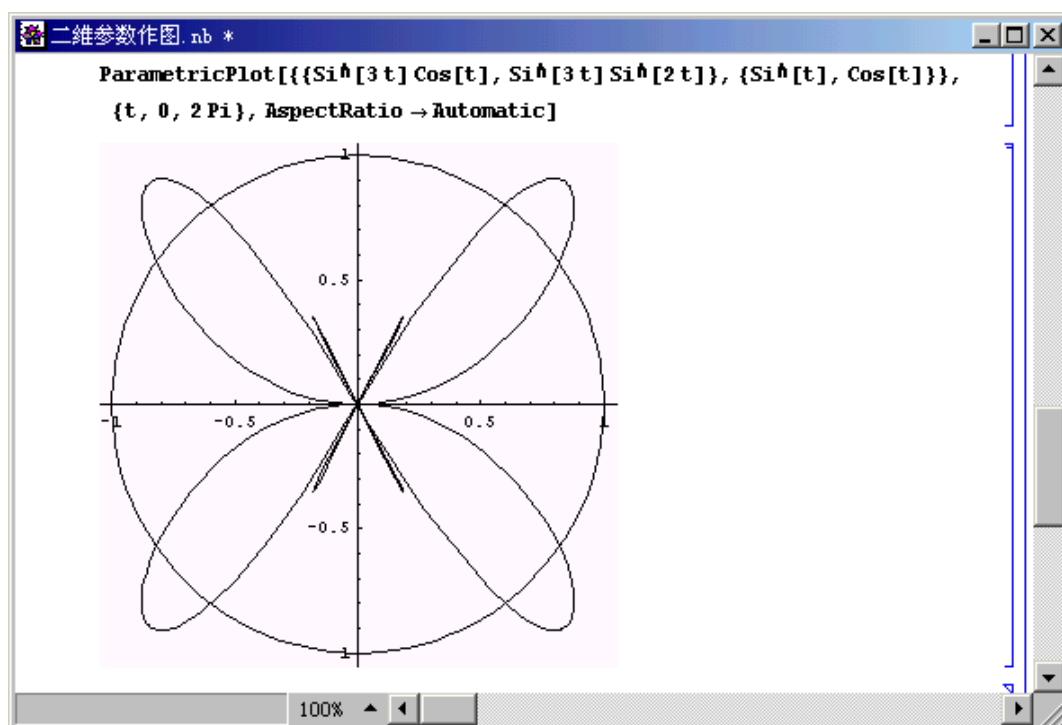 二維参数作图.nb *
ParametricPlot[{{Sin[3 t] Cos[t], Sin[3 t] Sin[2 t]}, {Sin[t], Cos[t]}},
{t, 0, 2 Pi}, AspectRatio → Automatic]
1
0.5
-1 -0.5 0.5 1
-0.5
1
100%